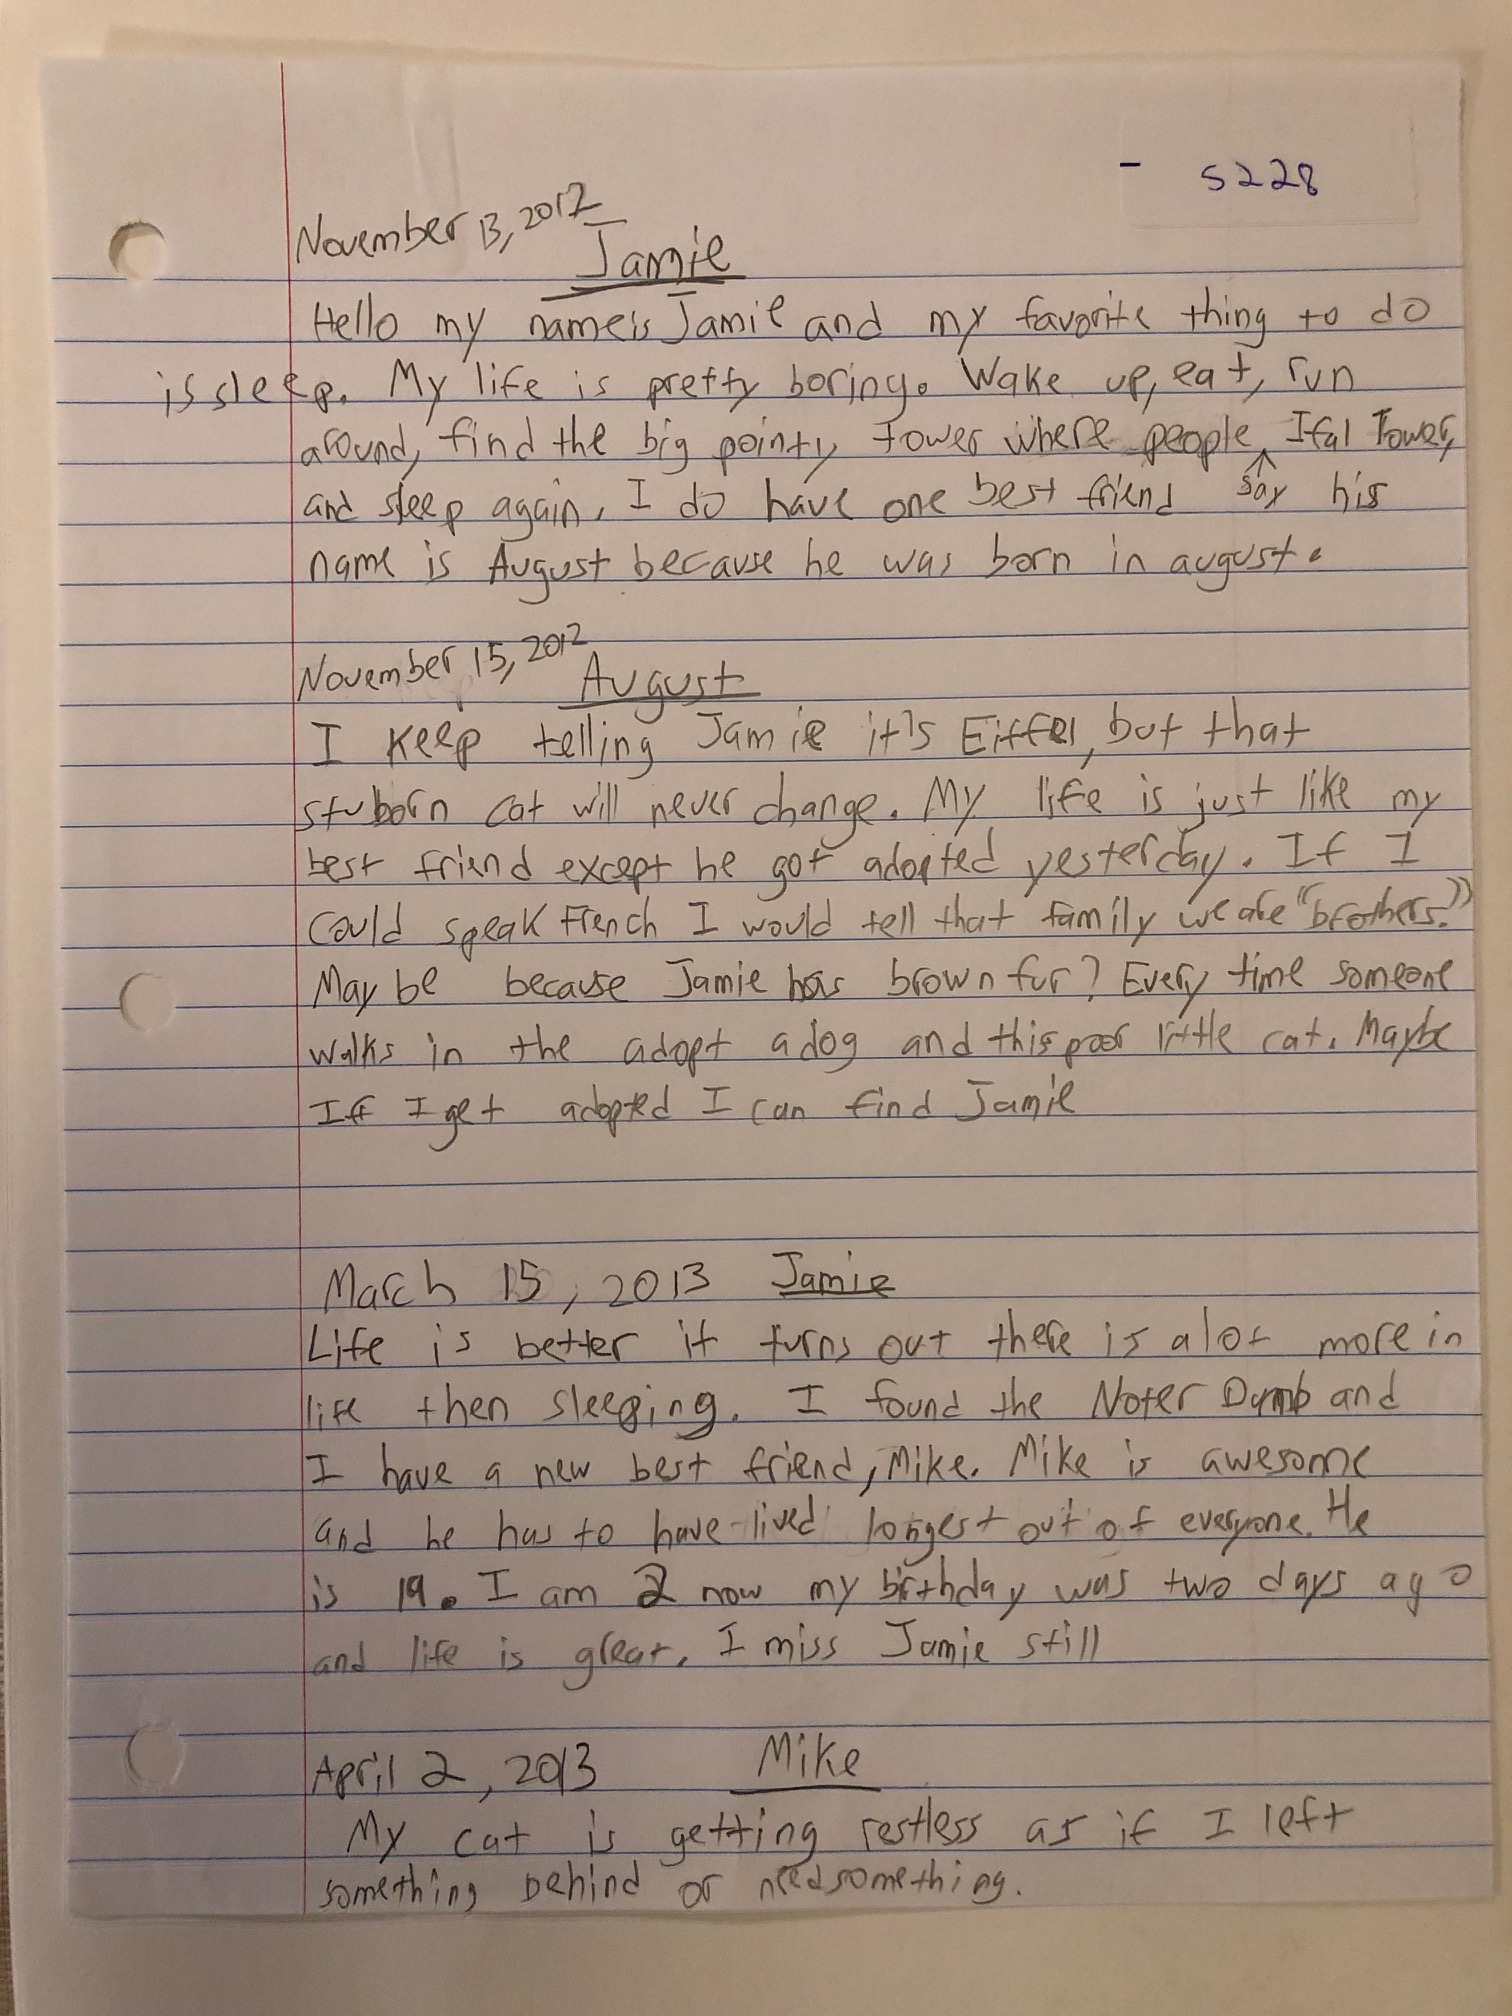 - 5228
November 13, 2012
Jamie
Hello my name is Jamie and my favorite thing to do
is sleep. My life is pretty boring. Wake up, eat, run
around, find the big pointy tower where people say Ifal Tower,
and sleep again. I do have one best friend his
name is August because he was born in august.
November 15, 2012
August
I keep telling Jamie it's Eiffel, but that
stuborn cat will never change. My life is just like my
best friend except he got adopted yesterday. If I
could speak French I would tell that family we are "brothers."
Maybe because Jamie has brown fur? Every time someone
walks in the adopt a dog and this poor little cat. Maybe
If I get adopted I can find Jamie
March 15, 2013 Jamie
Life is better it turns out there is a lot more in
life then sleeping. I found the Noter Dumb and
I have a new best friend, Mike. Mike is awesome
and he has to have lived longest out of everyone. He
is 19. I am 2 now my birthday was two days ago
and life is great. I miss Jamie still
April 2, 2013 Mike
My cat is getting restless as if I left
something behind or need something.